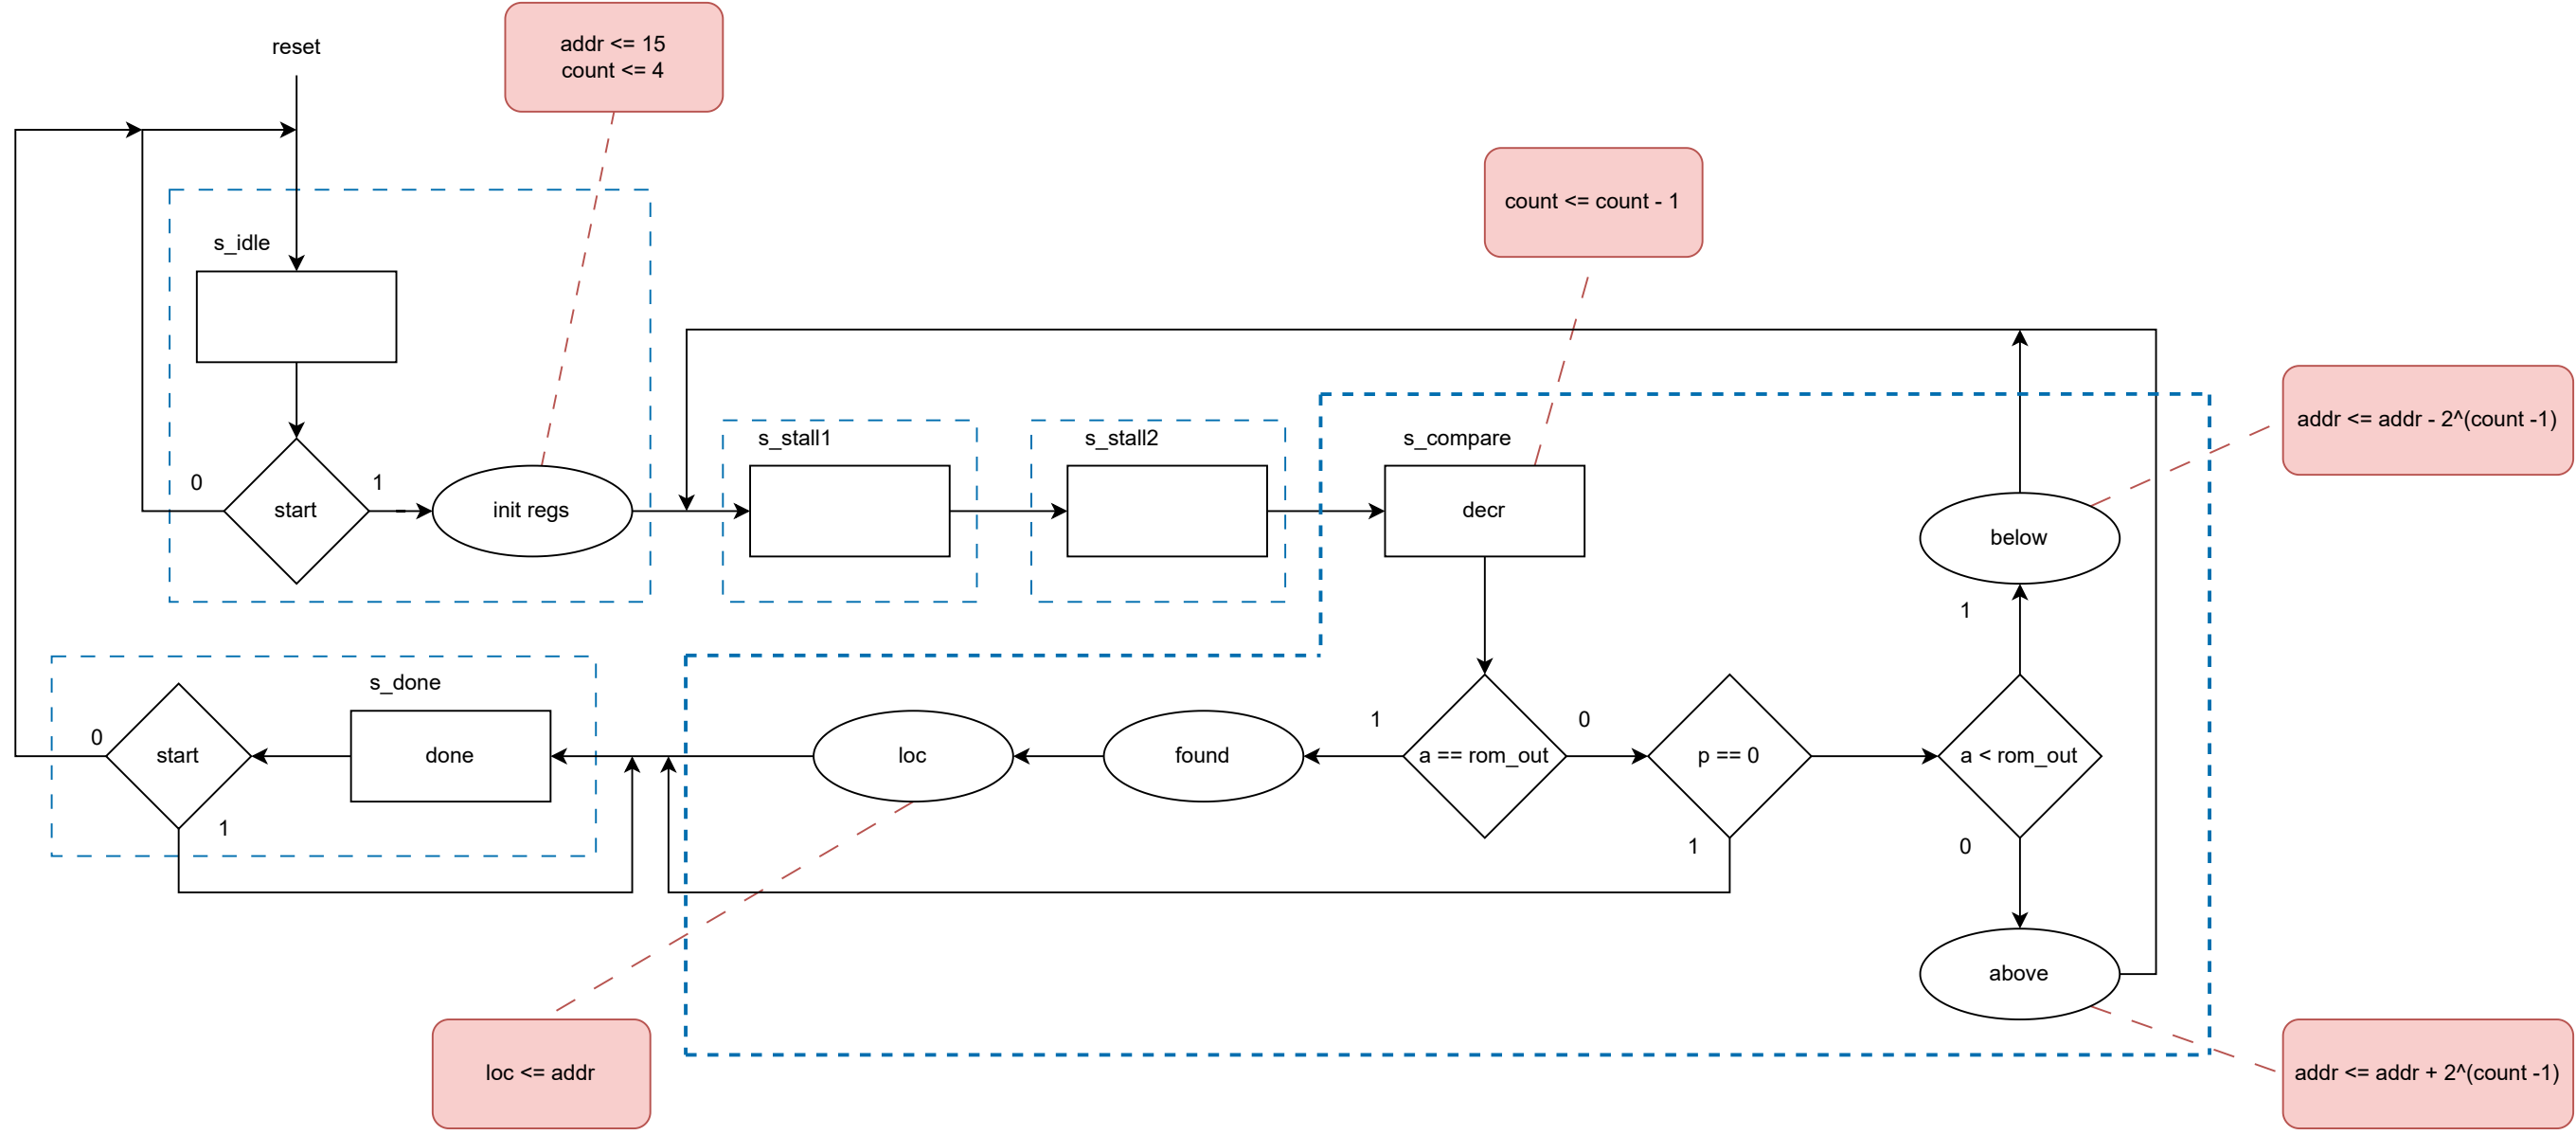 reset
addr <= 15
count <= 4
count <= count - 1
s_idle
start
0
1
init regs
s_stall1
s_stall2
s_compare
decr
below
addr <= addr - 2^(count -1)
1
s_done
start
0
1
done
loc
found
1
a == rom_out
0
p == 0
1
a < rom_out
0
above
loc <= addr
addr <= addr + 2^(count -1)